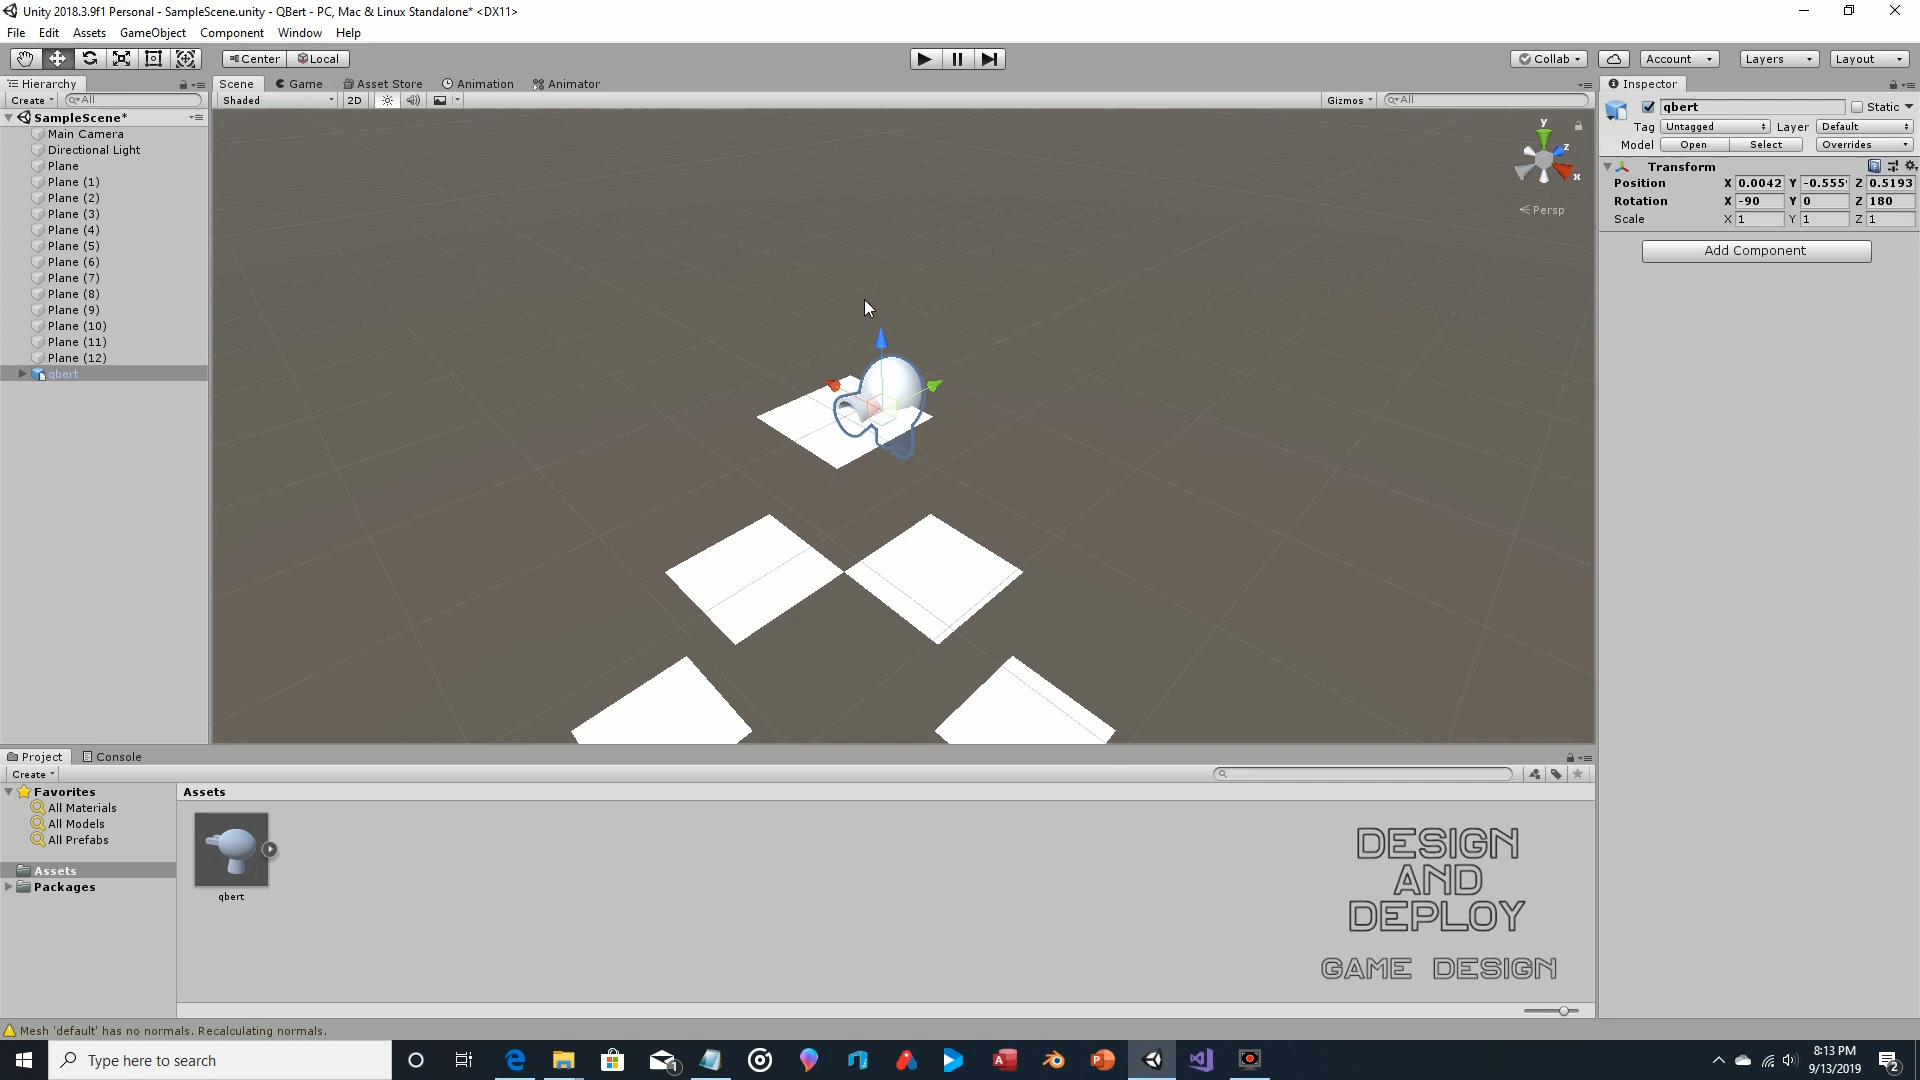 Unity 2018.3.9f1 Personal - SampleScene.unity - QBert - PC, Mac & Linux Standalone* <DX11>
File Edit Assets GameObject Component Window Help
Center Local Collab Account Layers Layout
Hierarchy Scene Game Asset Store Animation Animator Inspector
Create All Shaded 2D Gizmos All
qbert Static
SampleScene*
Tag Untagged Layer Default
Main Camera
Model Open Select Overrides
Directional Light
Plane
Transform
Plane (1)
Position X 0.0042 Y -0.555 Z 0.5193
Plane (2)
Rotation X -90 Y 0 Z 180
Plane (3)
Scale X 1 Y 1 Z 1
Plane (4)
Plane (5)
Add Component
Plane (6)
Plane (7)
Plane (8)
Plane (9)
Plane (10)
Plane (11)
Plane (12)
qbert
y
z
x
Persp
Project Console
Create
Favorites
Assets
All Materials
All Models
All Prefabs
Assets
Packages
qbert
DESIGN
AND
DEPLOY
GAME DESIGN
Mesh 'default' has no normals. Recalculating normals.
Type here to search
1
8:13 PM
9/13/2019
2